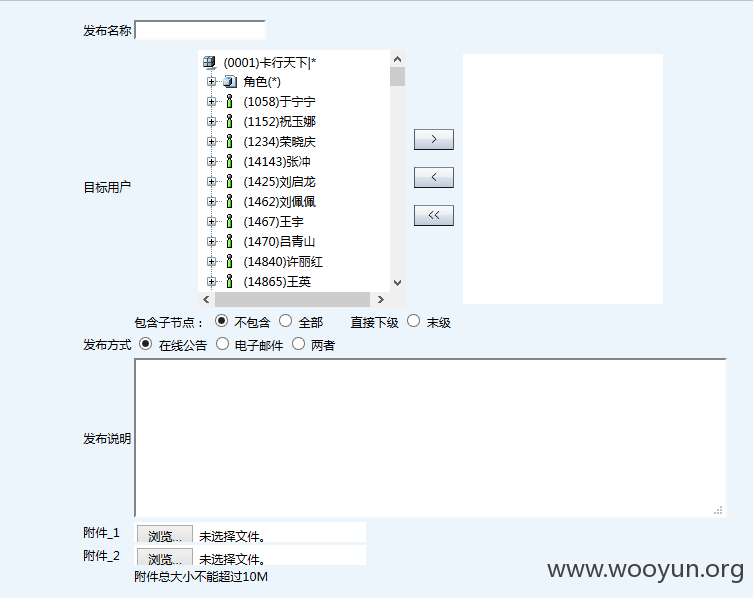 发布名称
目标用户
(0001)卡行天下|*
角色(*)
(1058)于宁宁
(1152)祝玉娜
(1234)荣晓庆
(14143)张冲
(1425)刘启龙
(1462)刘佩佩
(1467)王宇
(1470)吕青山
(14840)许丽红
(14865)王英
>
<
<<
包含子节点： 不包含 全部 直接下级 末级
发布方式 在线公告 电子邮件 两者
发布说明
附件_1 浏览... 未选择文件。
附件_2 浏览... 未选择文件。
附件总大小不能超过10M
www.wooyun.org